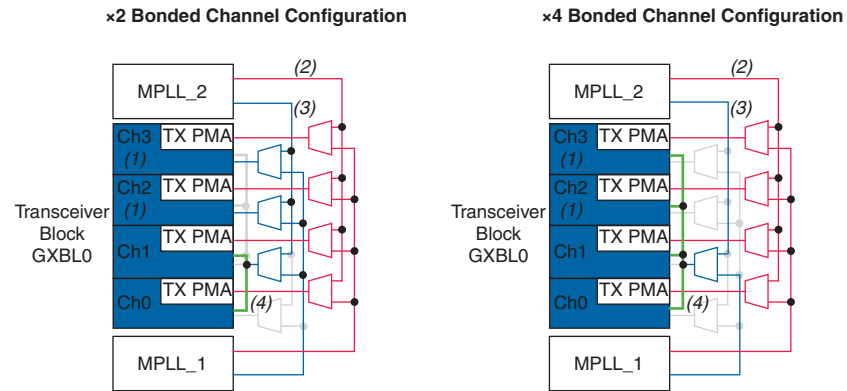 ×2 Bonded Channel Configuration
MPLL_2
(2)
(3)
Ch3
(1)
TX PMA
Ch2
(1)
TX PMA
Transceiver
Block
GXBL0
Ch1
TX PMA
Ch0
TX PMA
(4)
MPLL_1
×4 Bonded Channel Configuration
MPLL_2
(2)
(3)
Ch3
(1)
TX PMA
Ch2
(1)
TX PMA
Transceiver
Block
GXBL0
Ch1
TX PMA
Ch0
TX PMA
(4)
MPLL_1